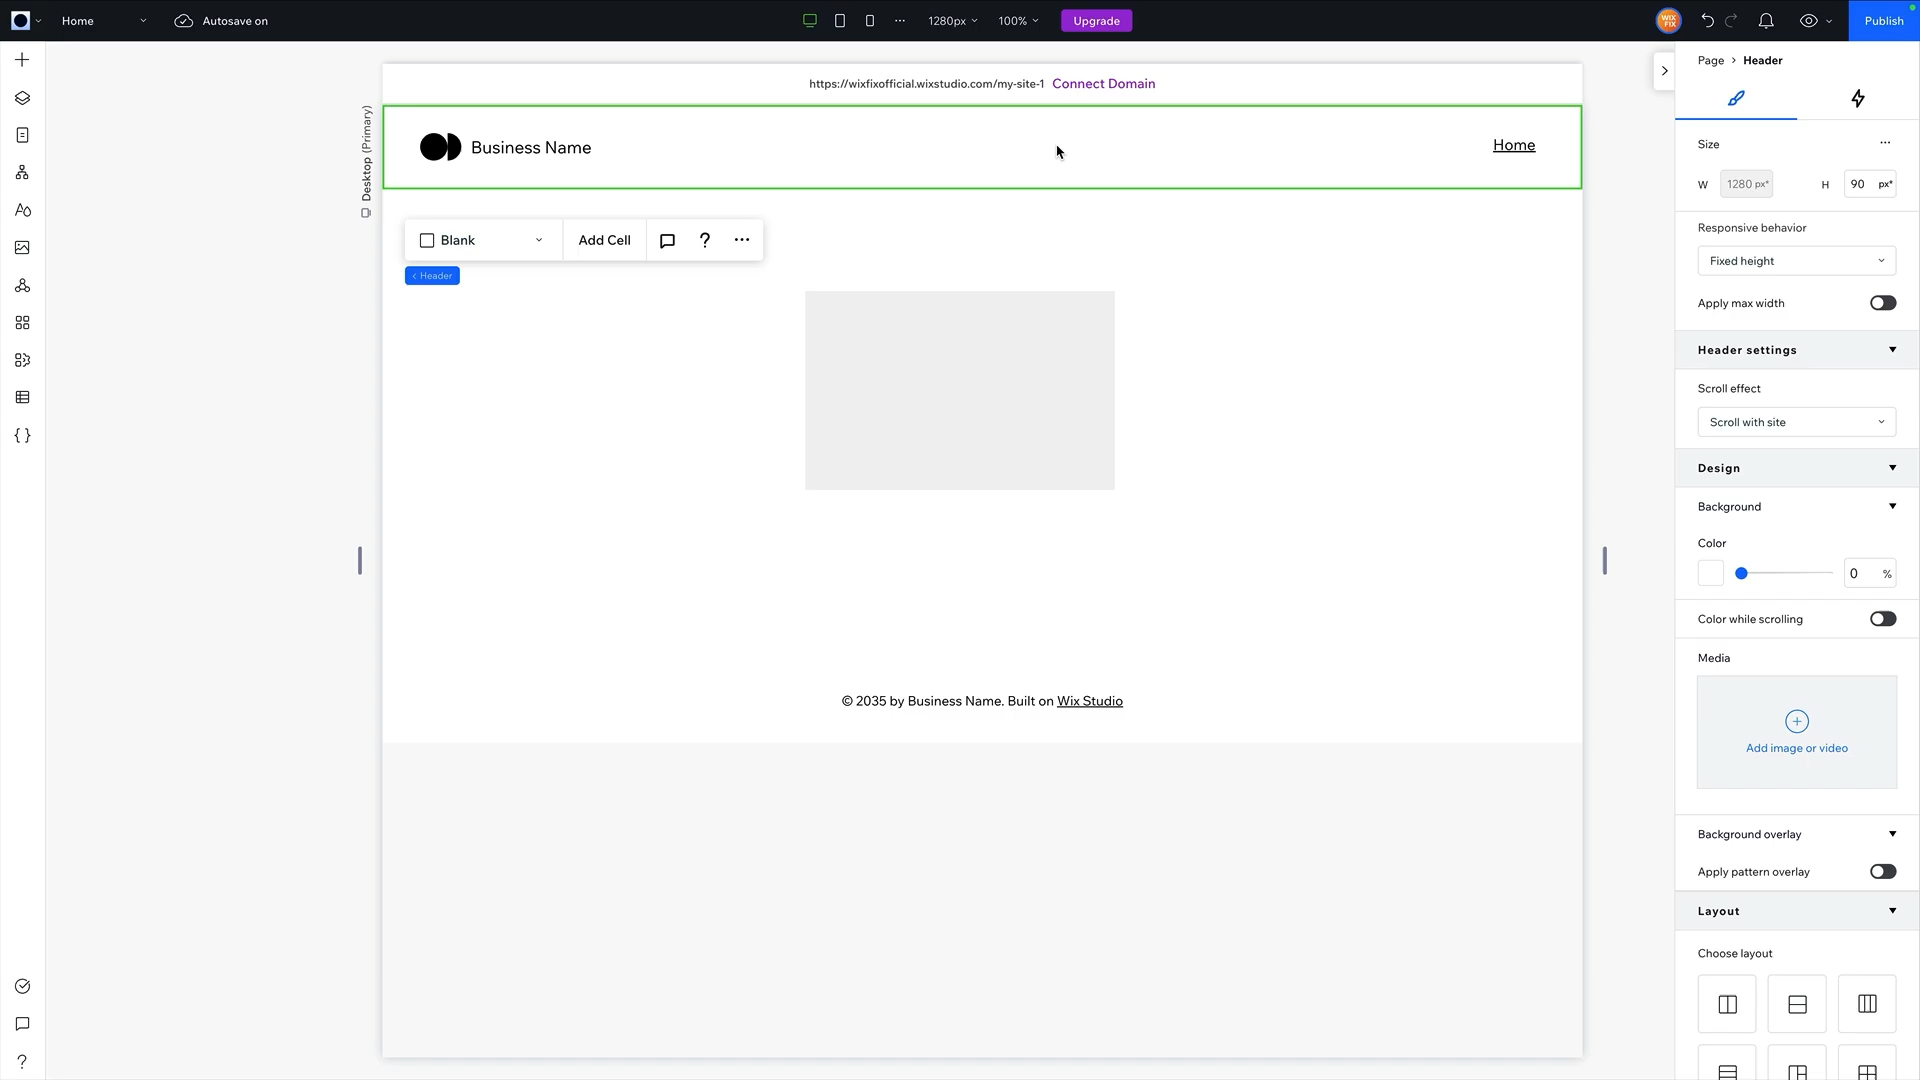 Home
Autosave on
1280px
100%
Upgrade
WIX
FIX
Publish
Page > Header
https://wixfixofficial.wixstudio.com/my-site-1 Connect Domain
Desktop (Primary)
Business Name
Home
Blank
Add Cell
?
< Header
© 2035 by Business Name. Built on Wix Studio
Size
W 1280 px*
H 90 px*
Responsive behavior
Fixed height
Apply max width
Header settings
Scroll effect
Scroll with site
Design
Background
Color
0 %
Color while scrolling
Media
Add image or video
Background overlay
Apply pattern overlay
Layout
Choose layout
?